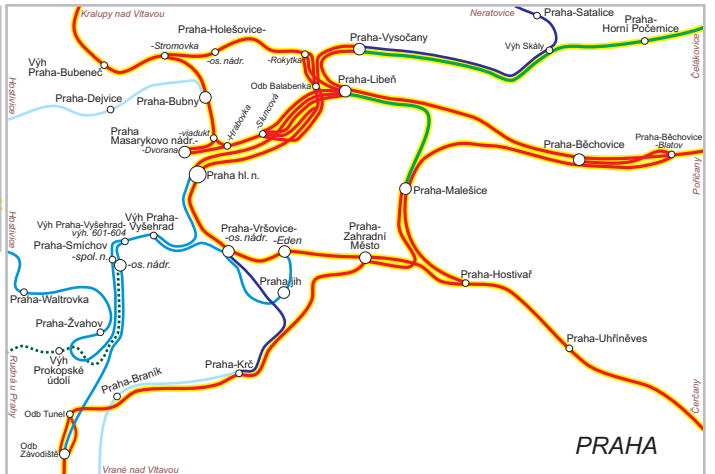 Kralupy nad Vltavou
Neratovice
Praha-Satalice
Praha-
Horní Počernice
Praha-Holešovice-
-os. nádr.
-Stromovka
Praha-Vysočany
Výh Skály
Výh
Praha-Bubeneč
-Rokytka
Čelákovice
Hostivice
Praha-Dejvice
Praha-Bubny
Odb Balabenka
Praha-Libeň
Praha
Masarykovo nádr.-
-Dvorana
-viadukt
-Hrabovka
-Sluncová
Praha-Běchovice
Praha-Běchovice
-Blatov
Poříčany
Praha hl. n.
Praha-Malešice
Hostivice
Výh Praha-Vyšehrad-
výh. 601-604
Výh Praha-
Vyšehrad
Praha-Smíchov
-spol. n.
-os. nádr.
Praha-Vršovice-
-os. nádr.
-Eden
Praha-
Zahradní
Město
Praha jih
Praha-Hostivař
Praha-Waltrovka
Praha-Žvahov
Výh
Prokopské
údolí
Rudná u Prahy
Praha-Uhříněves
Praha-Krč
Praha-Braník
Čerčany
Odb Tunel
Odb
Závodiště
Vrané nad Vltavou
PRAHA